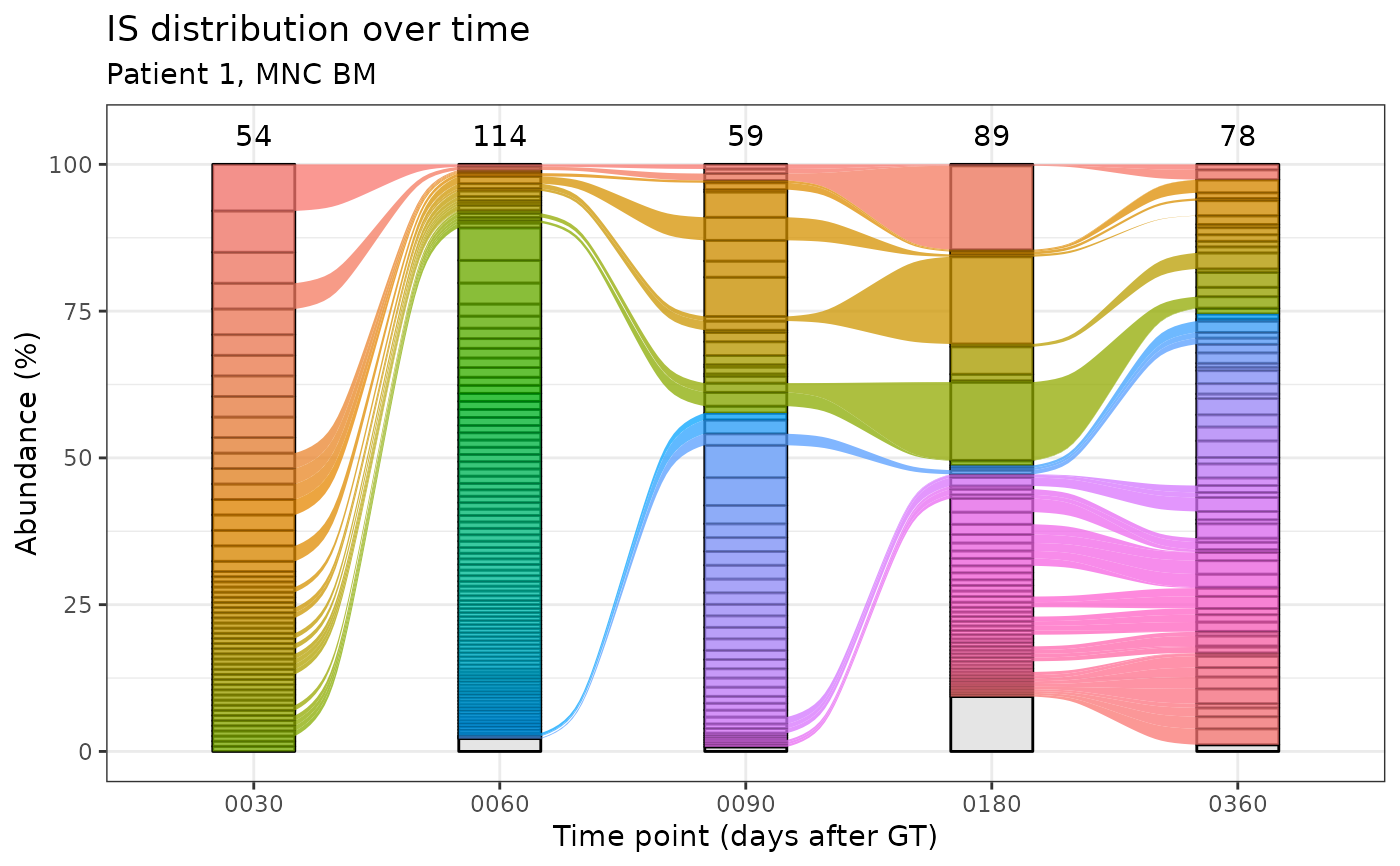 IS distribution over time
Patient 1, MNC BM
54 114 59 89 78
100
75
50
25
0
Abundance (%)
0030 0060 0090 0180 0360
Time point (days after GT)